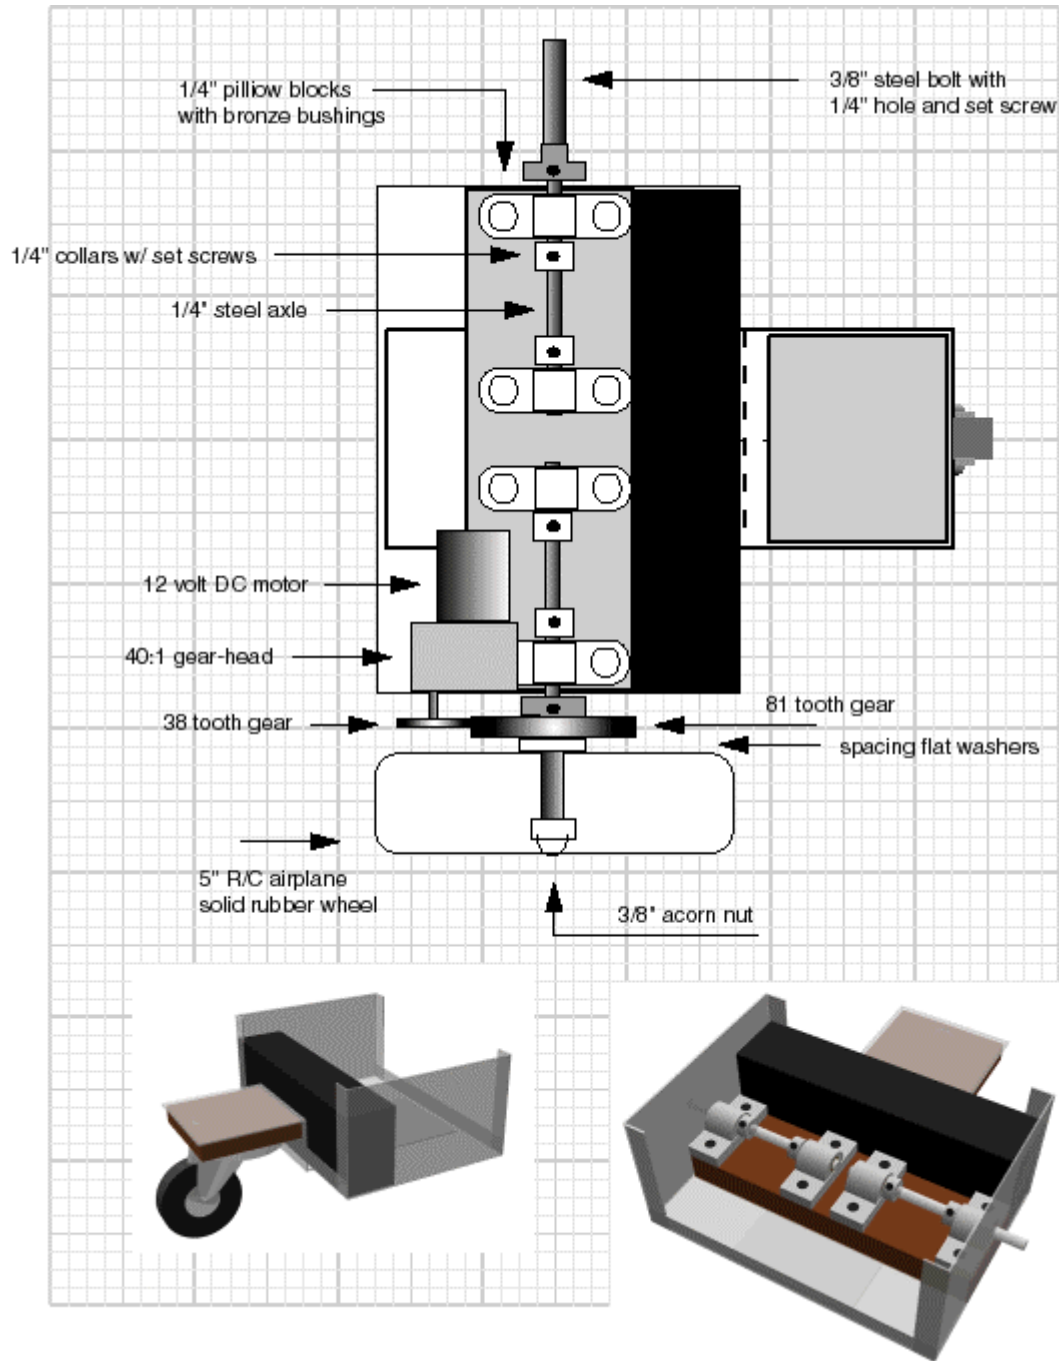 1/4" pilliow blocks
with bronze bushings
3/8" steel bolt with
1/4" hole and set screw
1/4" collars w/ set screws
1/4" steel axle
12 volt DC motor
40:1 gear-head
38 tooth gear
81 tooth gear
spacing flat washers
5" R/C airplane
solid rubber wheel
3/8" acorn nut